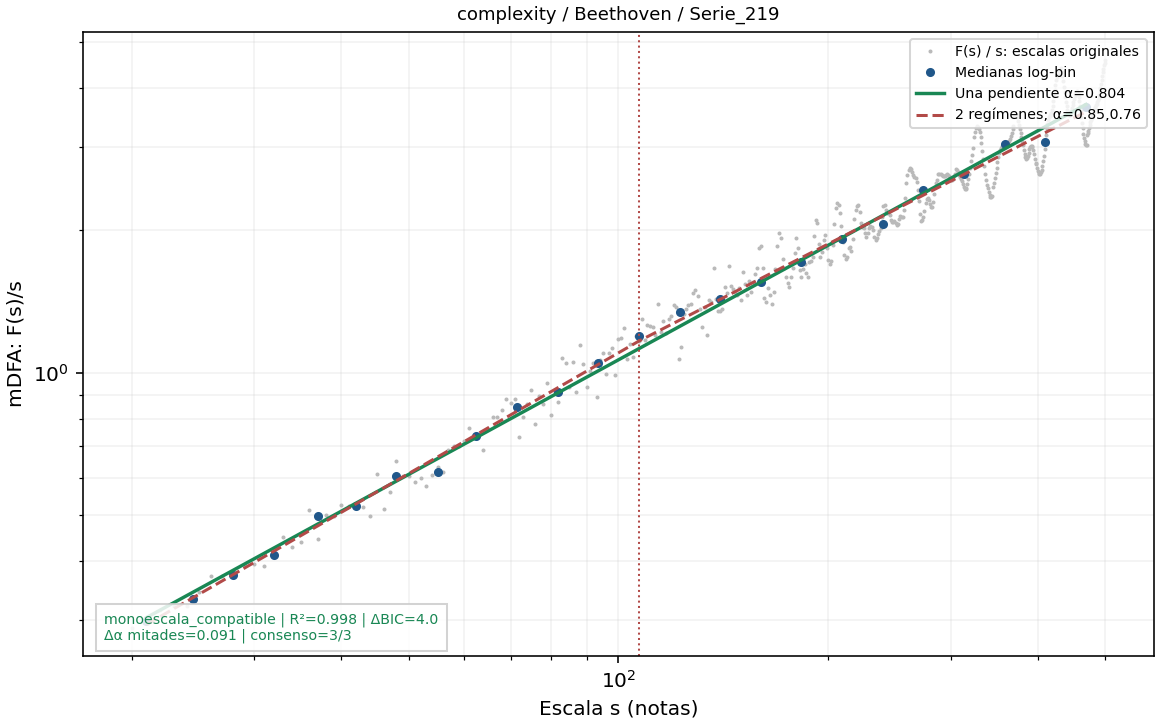 complexity / Beethoven / Serie_219
F(s) / s: escalas originales
Medianas log-bin
Una pendiente α=0.804
2 regímenes; α=0.85,0.76
mDFA: F(s)/s
10⁰
monoescala_compatible | R²=0.998 | ΔBIC=4.0
Δα mitades=0.091 | consenso=3/3
10²
Escala s (notas)